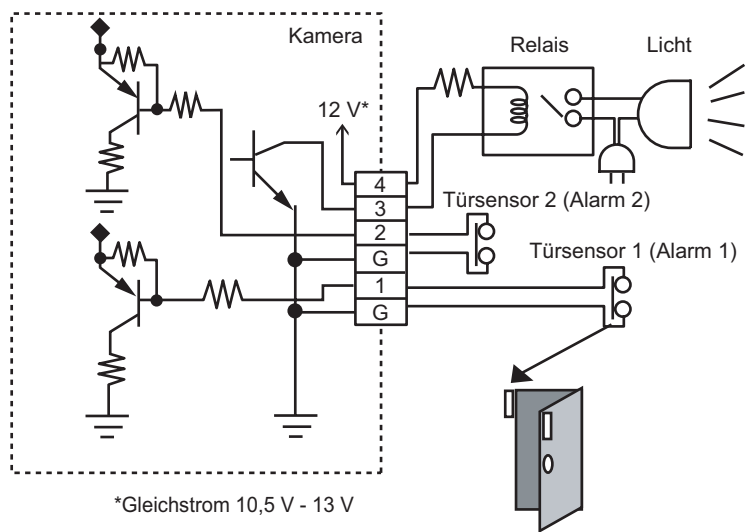 Kamera
Relais
Licht
12 V*
4
3
2
G
1
G
Türsensor 2 (Alarm 2)
Türsensor 1 (Alarm 1)
*Gleichstrom 10,5 V - 13 V